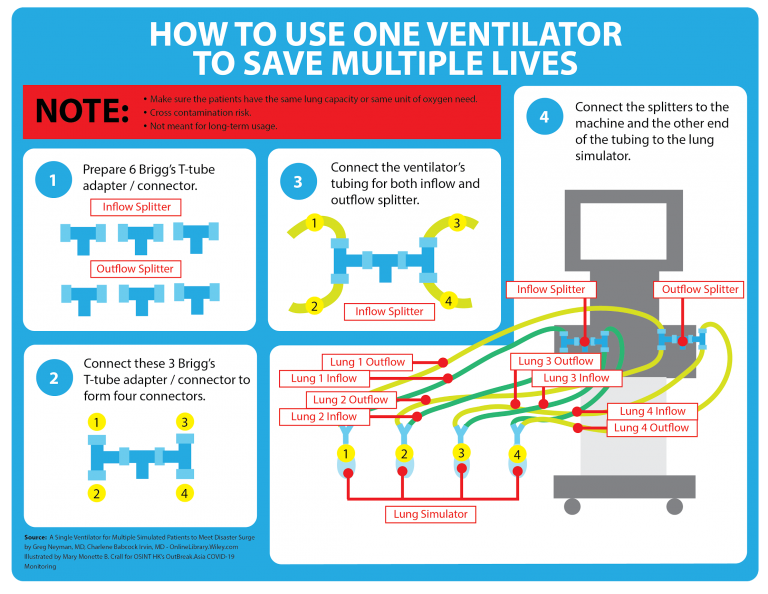 HOW TO USE ONE VENTILATOR
TO SAVE MULTIPLE LIVES
NOTE:
• Make sure the patients have the same lung capacity or same unit of oxygen need.
• Cross contamination risk.
• Not meant for long-term usage.
1
Prepare 6 Brigg's T-tube
adapter / connector.
Inflow Splitter
Outflow Splitter
2
Connect these 3 Brigg's
T-tube adapter / connector to
form four connectors.
1
3
2
4
3
Connect the ventilator's
tubing for both inflow and
outflow splitter.
1
3
2
4
Inflow Splitter
4
Connect the splitters to the
machine and the other end
of the tubing to the lung
simulator.
Inflow Splitter
Outflow Splitter
Lung 1 Outflow
Lung 1 Inflow
Lung 2 Outflow
Lung 2 Inflow
Lung 3 Outflow
Lung 3 Inflow
Lung 4 Inflow
Lung 4 Outflow
1
2
3
4
Lung Simulator
Source: A Single Ventilator for Multiple Simulated Patients to Meet Disaster Surge
by Greg Neyman, MD, Charlene Babcock Irvin, MD - OnlineLibrary.Wiley.com
Illustrated by Mary Monette B. Crall for OSINT HK's OutBreak.Asia COVID-19
Monitoring